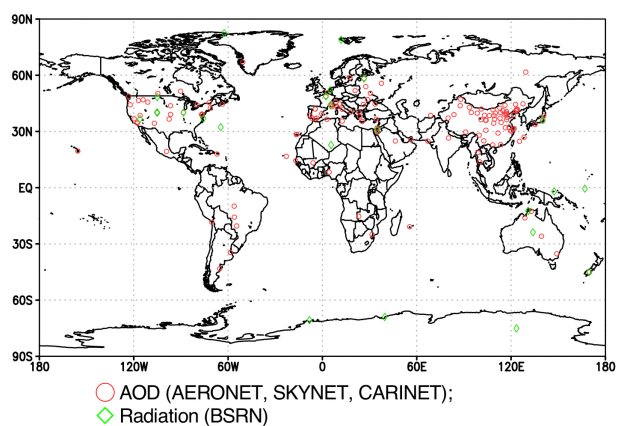 90N
60N
30N
EQ
30S
60S
90S
180 120W 60W 0 60E 120E 180
AOD (AERONET, SKYNET, CARINET);
Radiation (BSRN)